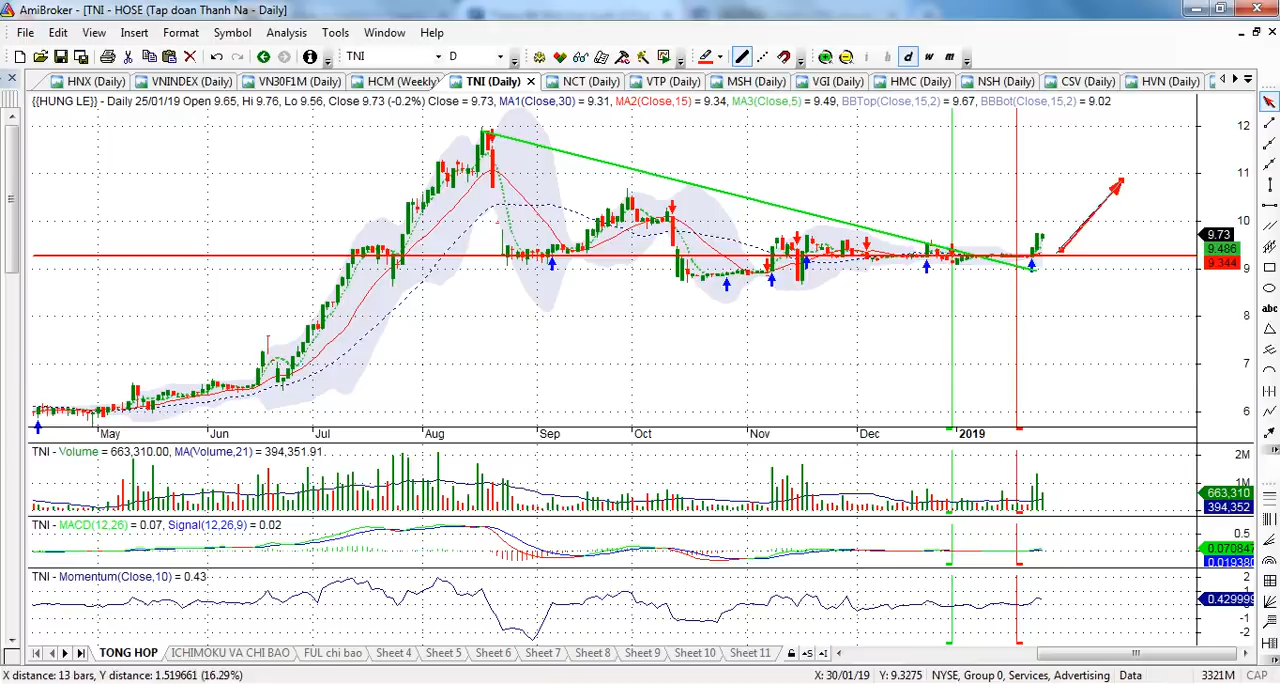 AmiBroker - [TNI - HOSE (Tap doan Thanh Na - Daily]
File Edit View Insert Format Symbol Analysis Tools Window Help
TNI D i h d w m
HNX (Daily) VNINDEX (Daily) VN30F1M (Daily) HCM (Weekly) TNI (Daily) NCT (Daily) VTP (Daily) MSH (Daily) VGI (Daily) HMC (Daily) NSH (Daily) CSV (Daily) HVN (Daily)
{{HUNG LE}} - Daily 25/01/19 Open 9.65, Hi 9.76, Lo 9.56, Close 9.73 (-0.2%) Close = 9.73, MA1(Close,30) = 9.31, MA2(Close,15) = 9.34, MA3(Close,5) = 9.49, BBTop(Close,15,2) = 9.67, BBBot(Close,15,2) = 9.02
12
11
10
9.73
9.486
9.344
9
8
7
6
abc
May Jun Jul Aug Sep Oct Nov Dec 2019
TNI - Volume = 663,310.00, MA(Volume,21) = 394,351.91
2M
1M
663,310
394,352
TNI - MACD(12,26) = 0.07, Signal(12,26,9) = 0.02
0.5
0.070847
0.019380
TNI - Momentum(Close,10) = 0.43
2
1
0.429999
-1
-2
TONG HOP ICHIMOKU VA CHI BAO FUL chi bao Sheet 4 Sheet 5 Sheet 6 Sheet 7 Sheet 8 Sheet 9 Sheet 10 Sheet 11
X distance: 13 bars, Y distance: 1.519661 (16.29%) X: 30/01/19 Y: 9.3275 NYSE, Group 0, Services, Advertising Data 3321M CAP